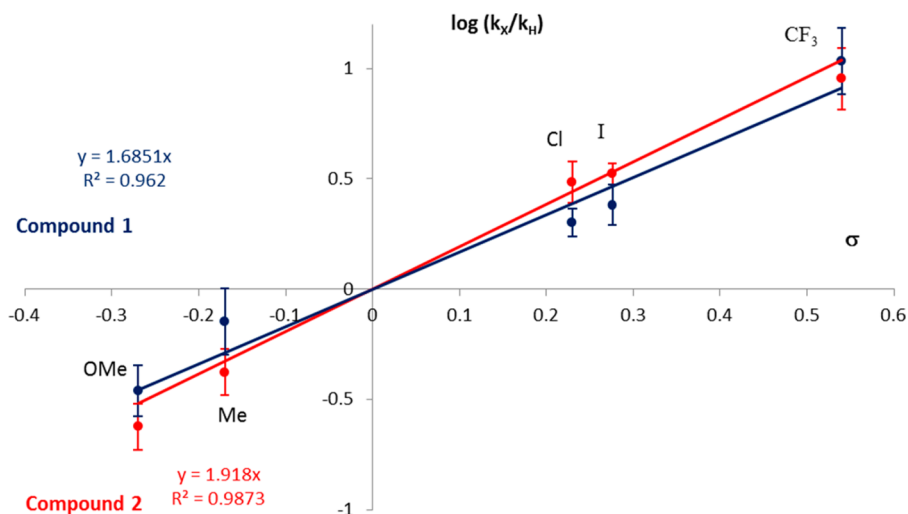 log (kX/kH)
CF3
1
Cl
I
y = 1.6851x
R² = 0.962
0.5
Compound 1
σ
0
-0.4 -0.3 -0.2 -0.1 0 0.1 0.2 0.3 0.4 0.5 0.6
OMe
Me
-0.5
y = 1.918x
R² = 0.9873
Compound 2
-1